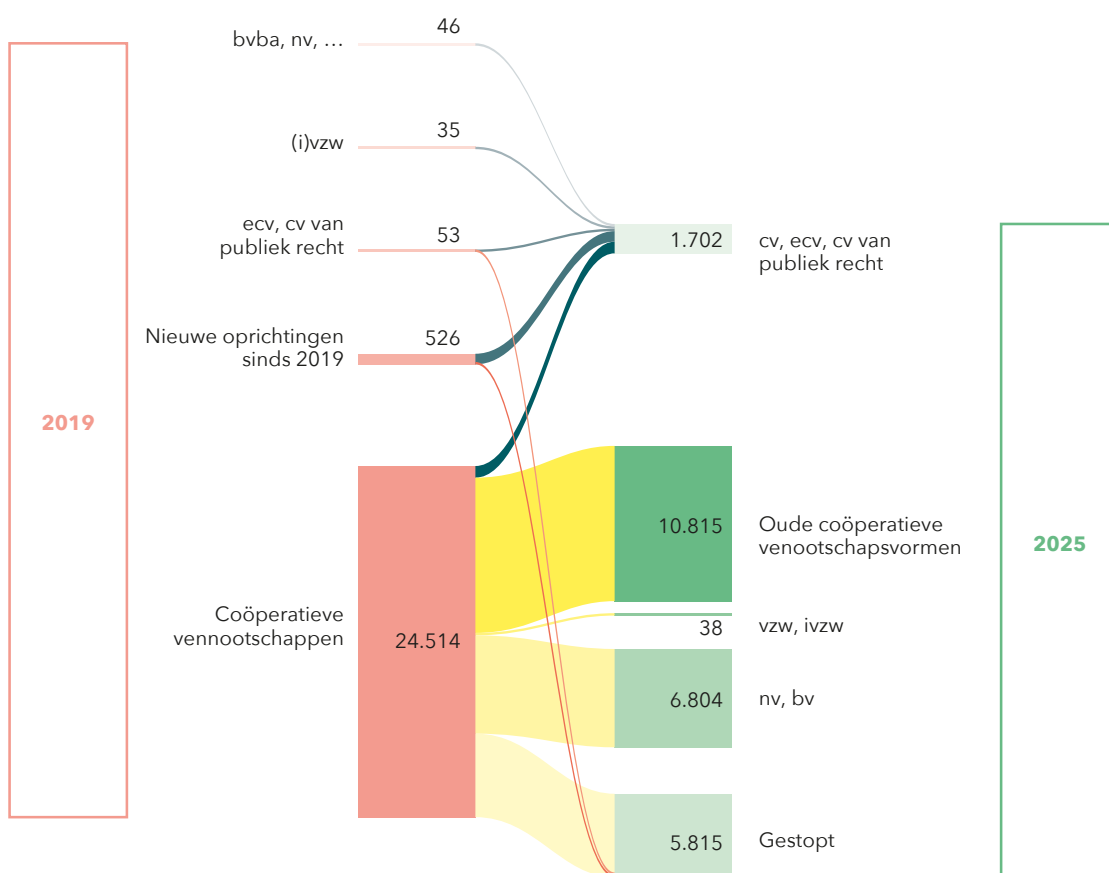 2019
bvba, nv, …
46
(i)vzw
35
ecv, cv van
publiek recht
53
Nieuwe oprichtingen
sinds 2019
526
Coöperatieve
vennootschappen
24.514
1.702
cv, ecv, cv van
publiek recht
10.815
Oude coöperatieve
venootschapsvormen
38
vzw, ivzw
6.804
nv, bv
5.815
Gestopt
2025